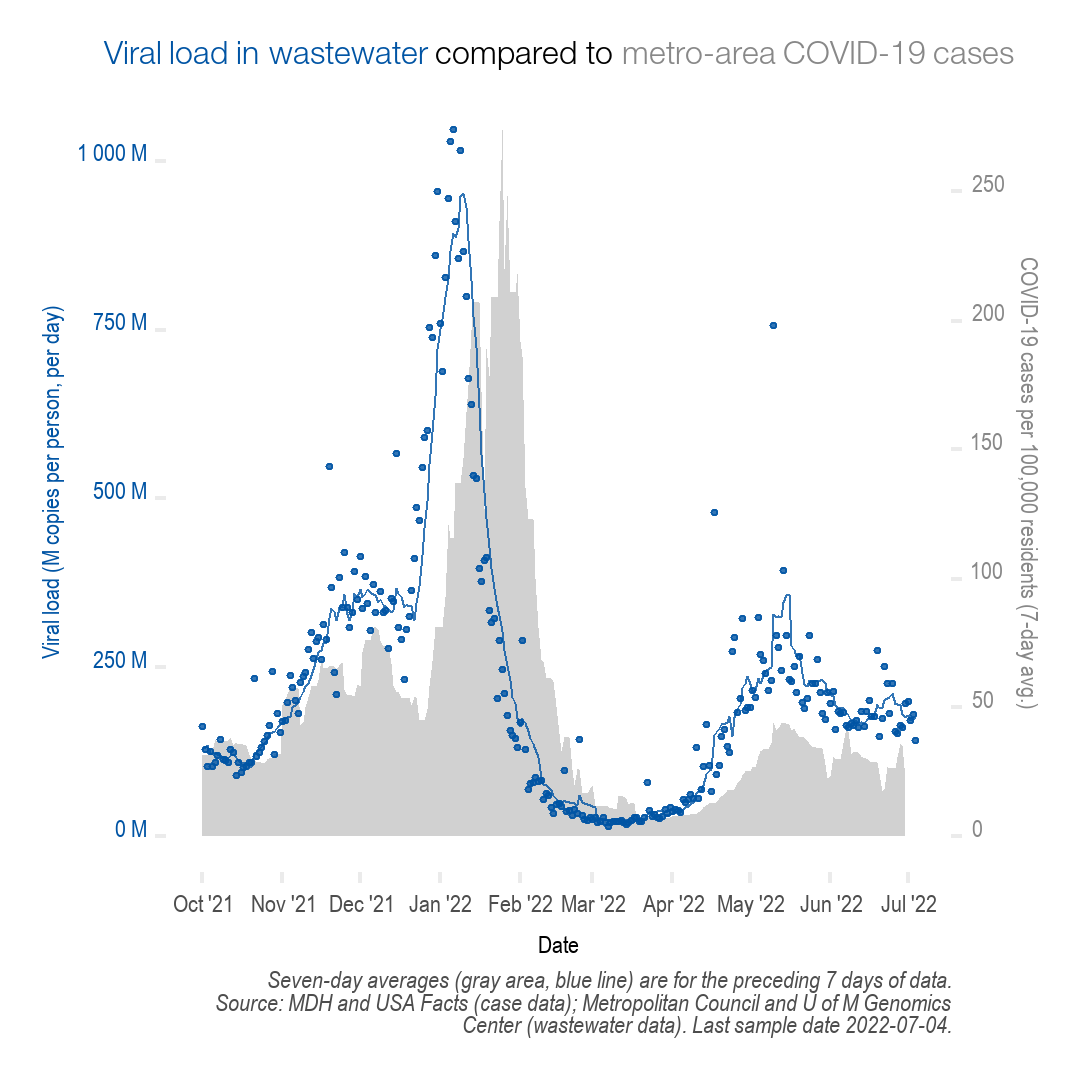 Viral load in wastewater compared to metro-area COVID-19 cases
1 000 M
750 M
500 M
250 M
0 M
Viral load (M copies per person, per day)
250
200
150
100
50
0
COVID-19 cases per 100,000 residents (7-day avg.)
Oct '21 Nov '21 Dec '21 Jan '22 Feb '22 Mar '22 Apr '22 May '22 Jun '22 Jul '22
Date
Seven-day averages (gray area, blue line) are for the preceding 7 days of data.
Source: MDH and USA Facts (case data); Metropolitan Council and U of M Genomics
Center (wastewater data). Last sample date 2022-07-04.